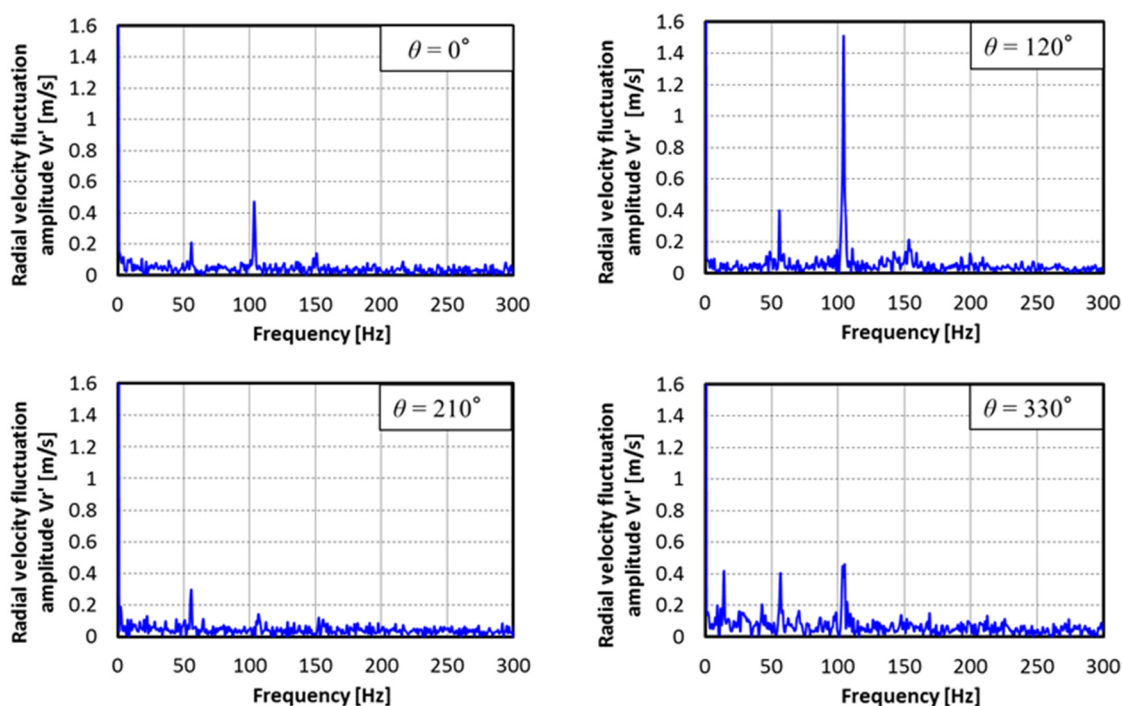 θ = 0°
1.6
1.4
1.2
1
0.8
0.6
0.4
0.2
0
Radial velocity fluctuation
amplitude Vr' [m/s]
0 50 100 150 200 250 300
Frequency [Hz]
θ = 120°
1.6
1.4
1.2
1
0.8
0.6
0.4
0.2
0
Radial velocity fluctuation
amplitude Vr' [m/s]
0 50 100 150 200 250 300
Frequency [Hz]
θ = 210°
1.6
1.4
1.2
1
0.8
0.6
0.4
0.2
0
Radial velocity fluctuation
amplitude Vr' [m/s]
0 50 100 150 200 250 300
Frequency [Hz]
θ = 330°
1.6
1.4
1.2
1
0.8
0.6
0.4
0.2
0
Radial velocity fluctuation
amplitude Vr' [m/s]
0 50 100 150 200 250 300
Frequency [Hz]